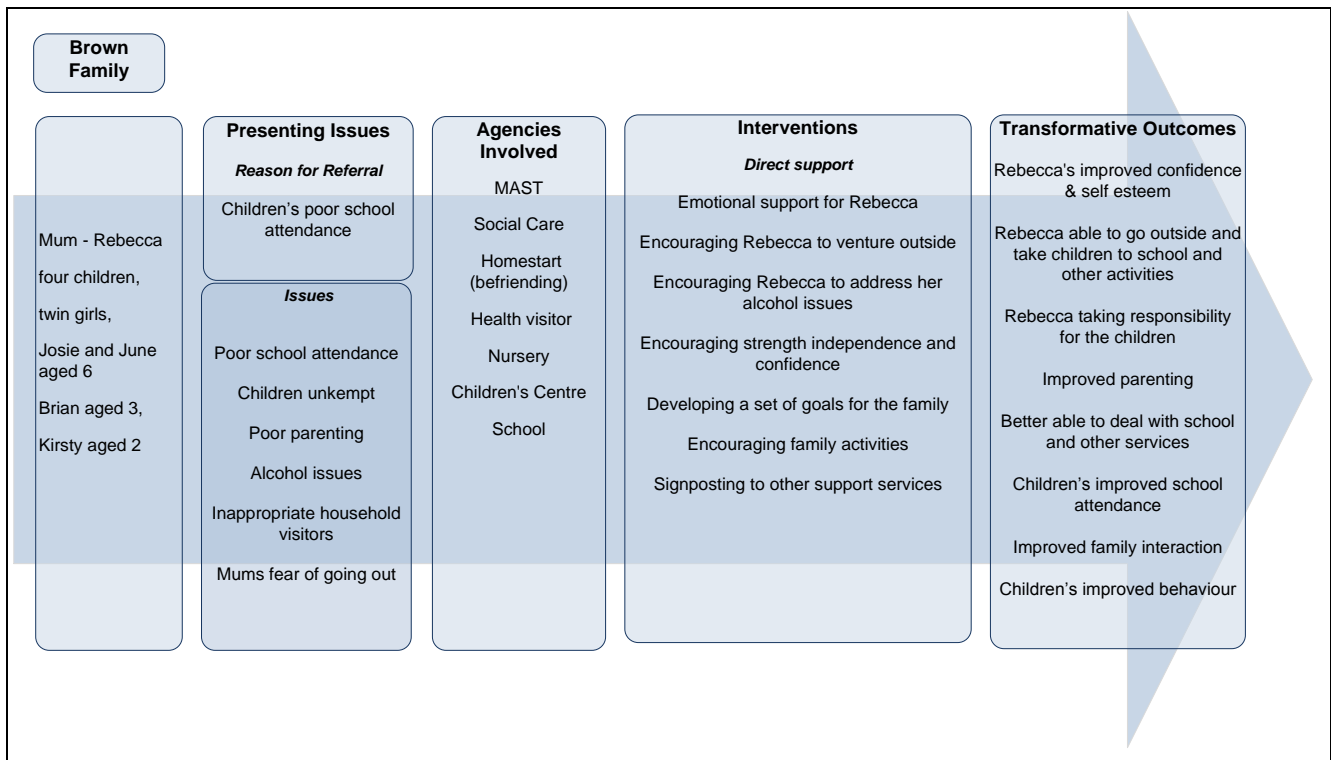 Brown
Family
Mum - Rebecca
four children,
twin girls,
Josie and June
aged 6
Brian aged 3,
Kirsty aged 2
Presenting Issues
Reason for Referral
Children’s poor school
attendance
Issues
Poor school attendance
Children unkempt
Poor parenting
Alcohol issues
Inappropriate household
visitors
Mums fear of going out
Agencies
Involved
MAST
Social Care
Homestart
(befriending)
Health visitor
Nursery
Children's Centre
School
Interventions
Direct support
Emotional support for Rebecca
Encouraging Rebecca to venture outside
Encouraging Rebecca to address her
alcohol issues
Encouraging strength independence and
confidence
Developing a set of goals for the family
Encouraging family activities
Signposting to other support services
Transformative Outcomes
Rebecca's improved confidence
& self esteem
Rebecca able to go outside and
take children to school and
other activities
Rebecca taking responsibility
for the children
Improved parenting
Better able to deal with school
and other services
Children’s improved school
attendance
Improved family interaction
Children’s improved behaviour